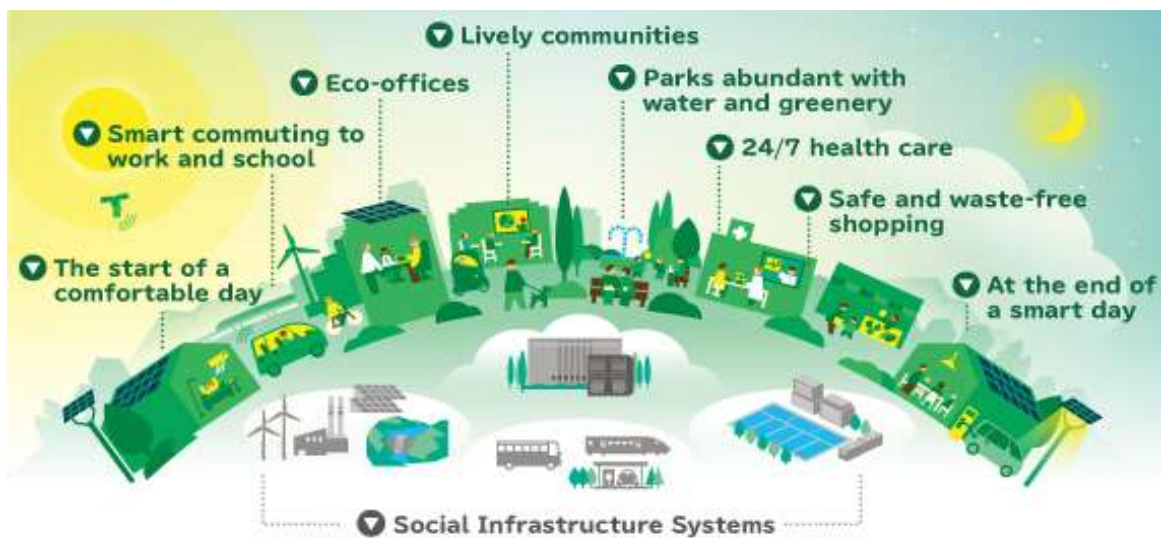 Lively communities
Eco-offices
Parks abundant with
water and greenery
Smart commuting to
work and school
24/7 health care
Safe and waste-free
shopping
The start of a
comfortable day
At the end of
a smart day
Social Infrastructure Systems